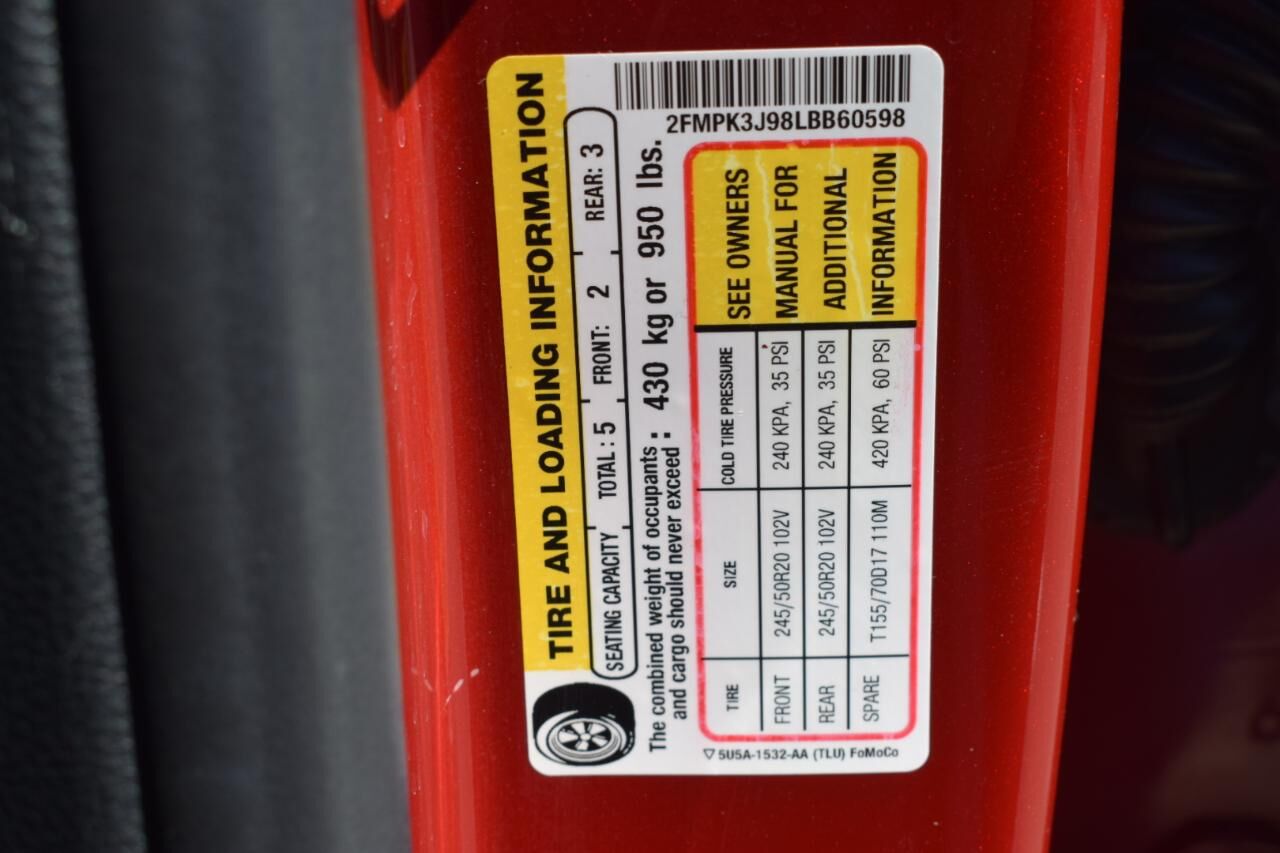 TIRE AND LOADING INFORMATION
SEATING CAPACITY TOTAL : 5 FRONT: 2 REAR: 3
The combined weight of occupants and cargo should never exceed : 430 kg or 950 lbs.
2FMPK3J98LBB60598
TIRE SIZE COLD TIRE PRESSURE
FRONT 245/50R20 102V 240 KPA, 35 PSI
REAR 245/50R20 102V 240 KPA, 35 PSI
SPARE T155/70D17 110M 420 KPA, 60 PSI
SEE OWNERS
MANUAL FOR
ADDITIONAL
INFORMATION
▽ 5U5A-1532-AA (TLU) FoMoCo